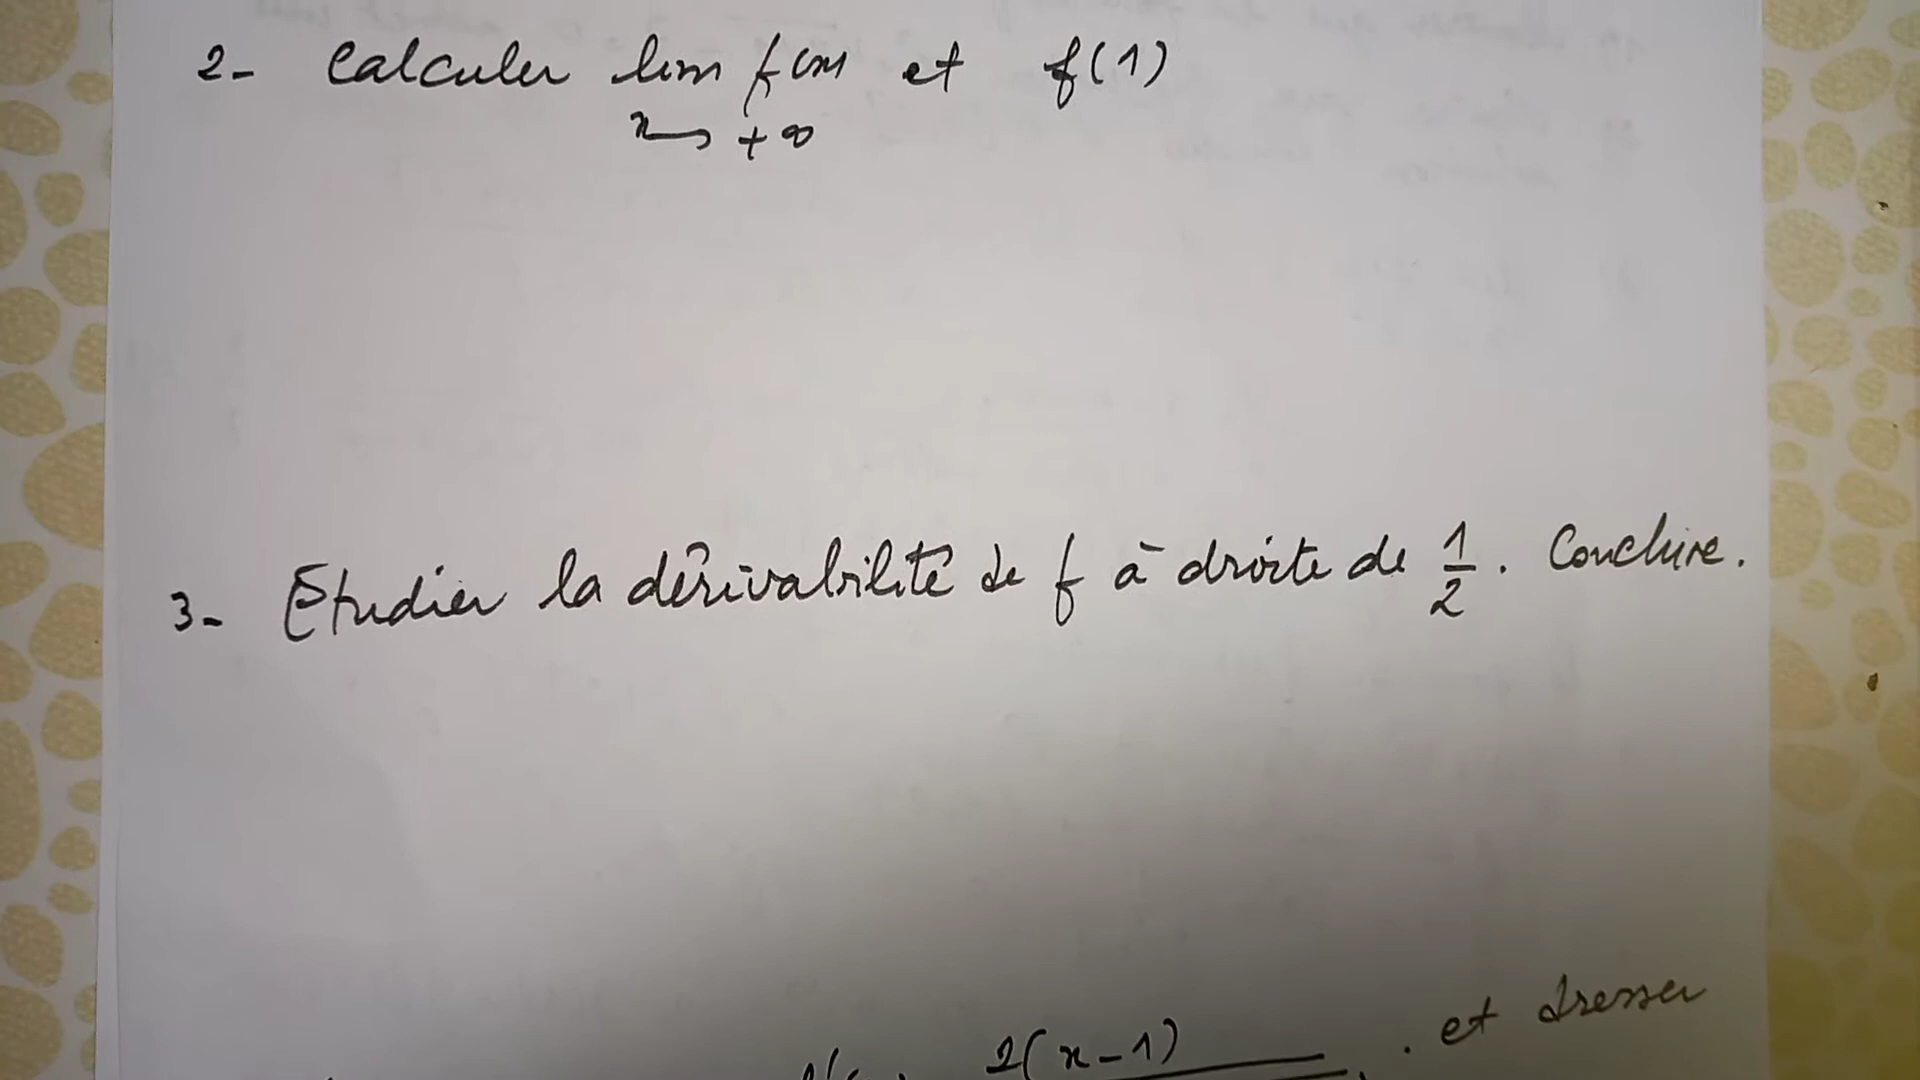 2- Calculer lim f(x) et f(1)
x→ +∞
3- Etudier la dérivabilité de f à droite de 1/2. Conclure.
2(x-1) . et dresser